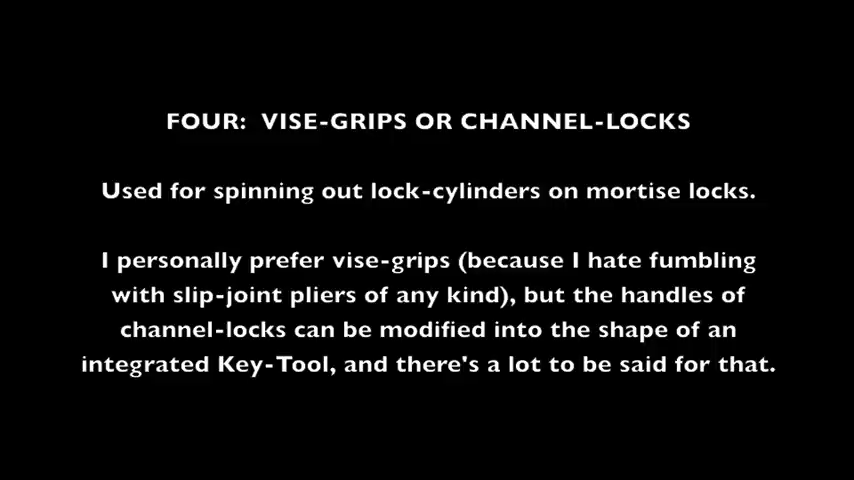 FOUR:  VISE-GRIPS OR CHANNEL-LOCKS
Used for spinning out lock-cylinders on mortise locks.
I personally prefer vise-grips (because I hate fumbling
with slip-joint pliers of any kind), but the handles of
channel-locks can be modified into the shape of an
integrated Key-Tool, and there's a lot to be said for that.